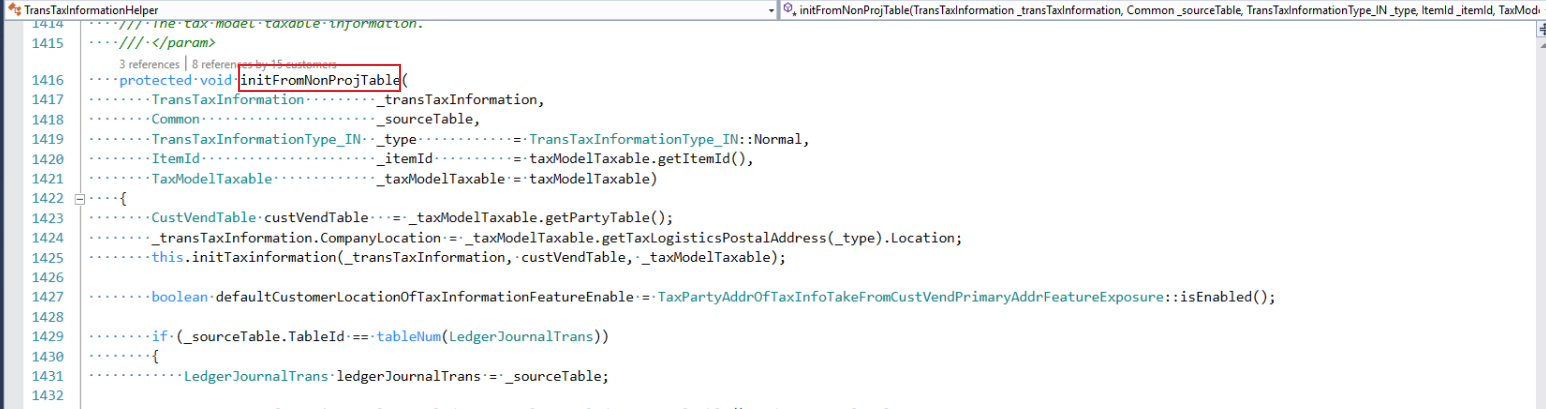 TransTaxInformationHelper
initFromNonProjTable(TransTaxInformation _transTaxInformation, Common _sourceTable, TransTaxInformationType_IN _type, ItemId _itemId, TaxMode
1414 /// The tax model taxable information.
1415 /// </param>
3 references | 8 references by 15 customers
1416 protected void initFromNonProjTable(
1417 TransTaxInformation _transTaxInformation,
1418 Common _sourceTable,
1419 TransTaxInformationType_IN _type = TransTaxInformationType_IN::Normal,
1420 ItemId _itemId = taxModelTaxable.getItemId(),
1421 TaxModelTaxable _taxModelTaxable = taxModelTaxable)
1422 {
1423 CustVendTable custVendTable = _taxModelTaxable.getPartyTable();
1424 _transTaxInformation.CompanyLocation = _taxModelTaxable.getTaxLogisticsPostalAddress(_type).Location;
1425 this.initTaxinformation(_transTaxInformation, custVendTable, _taxModelTaxable);
1426
1427 boolean defaultCustomerLocationOfTaxInformationFeatureEnable = TaxPartyAddrOfTaxInfoTakeFromCustVendPrimaryAddrFeatureExposure::isEnabled();
1428
1429 if (_sourceTable.TableId == tableNum(LedgerJournalTrans))
1430 {
1431 LedgerJournalTrans ledgerJournalTrans = _sourceTable;
1432